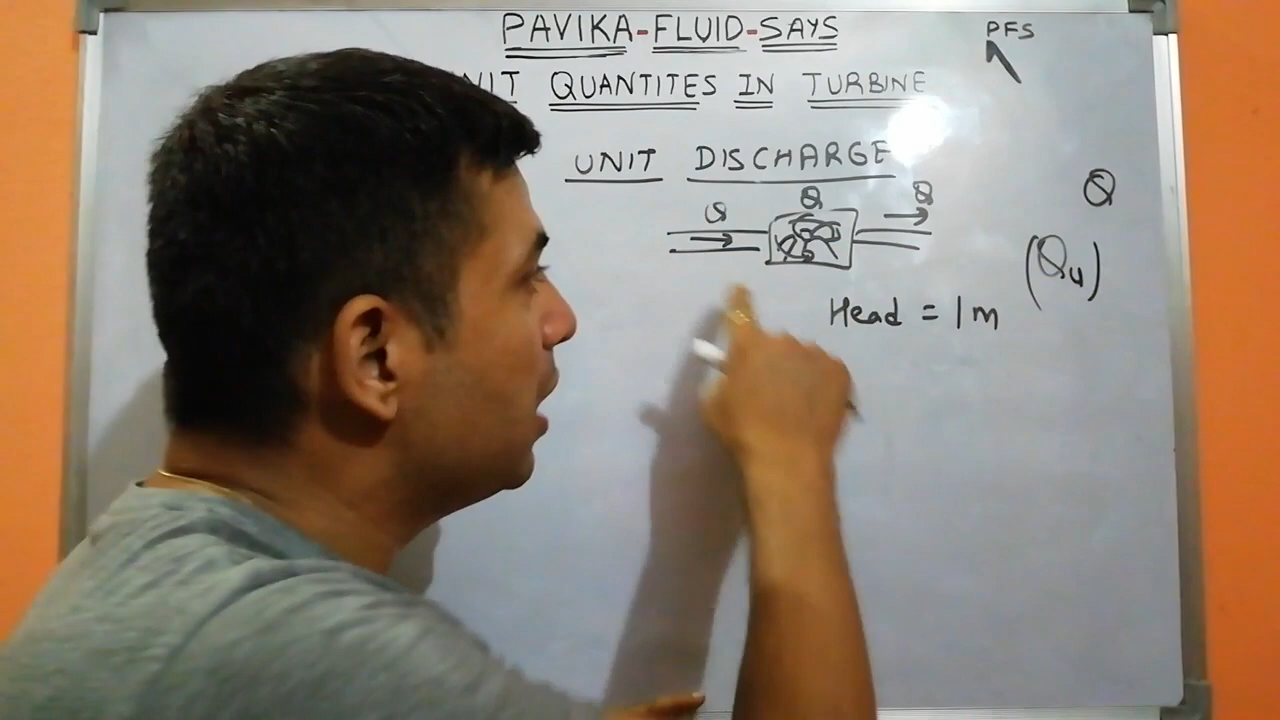 PAVIKA-FLUID-SAYS
PFS
NIT QUANTITES IN TURBINE
UNIT DISCHARGE
Q Q Q
Q
(Qu)
Head = 1m